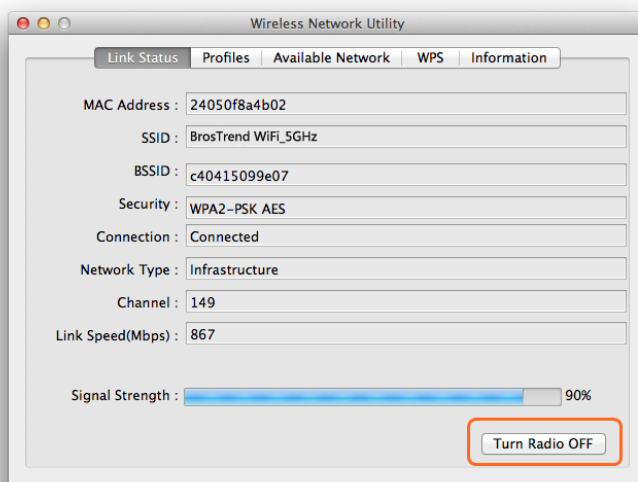 Wireless Network Utility
Link Status Profiles Available Network WPS Information
MAC Address : 24050f8a4b02
SSID : BrosTrend WiFi_5GHz
BSSID : c40415099e07
Security : WPA2-PSK AES
Connection : Connected
Network Type : Infrastructure
Channel : 149
Link Speed(Mbps) : 867
Signal Strength : 90%
Turn Radio OFF